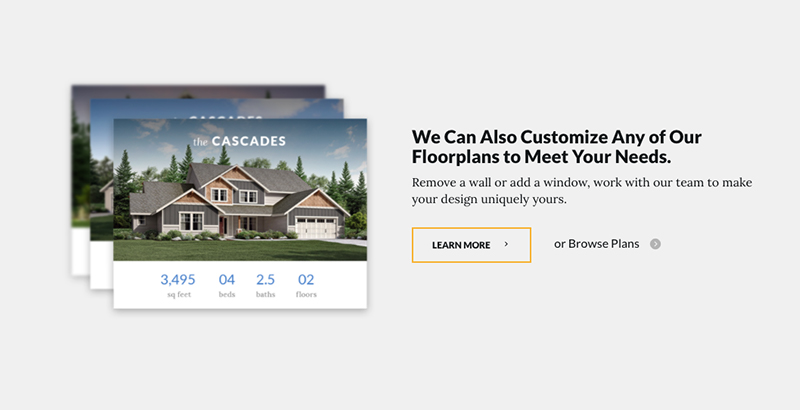 the CASCADES
3,495 04 2.5 02
sq feet beds baths floors
We Can Also Customize Any of Our
Floorplans to Meet Your Needs.
Remove a wall or add a window, work with our team to make
your design uniquely yours.
LEARN MORE
or Browse Plans